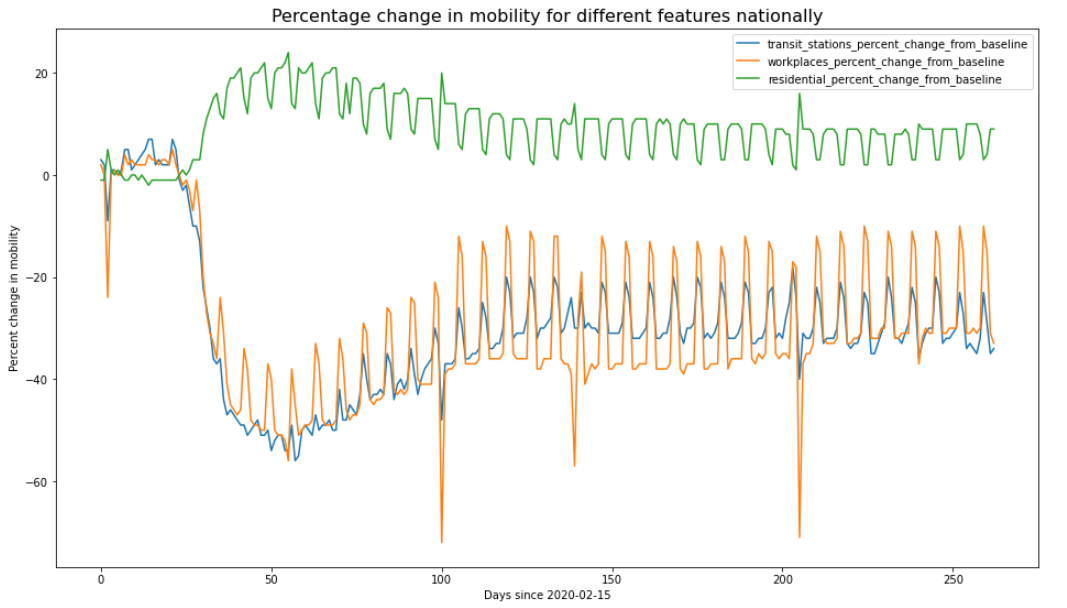 Percentage change in mobility for different features nationally
transit_stations_percent_change_from_baseline
workplaces_percent_change_from_baseline
residential_percent_change_from_baseline
Percent change in mobility
20
0
−20
−40
−60
0 50 100 150 200 250
Days since 2020-02-15